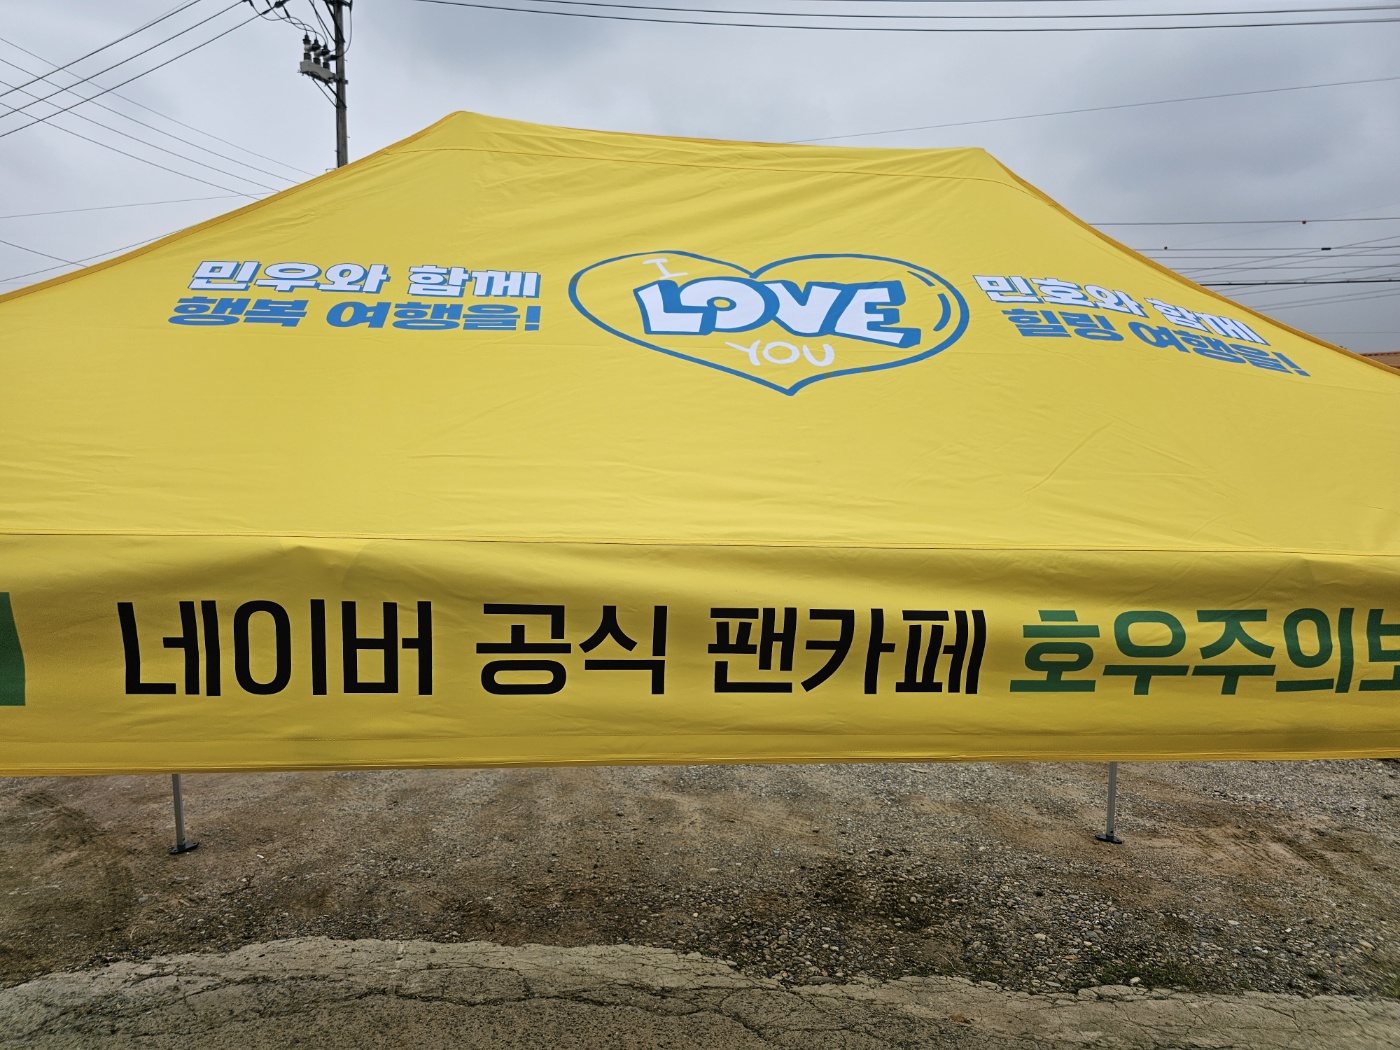 민우와 함께
행복 여행을!
I
LOVE
YOU
민호와 함께
힐링 여행을!
네이버 공식 팬카페 호우주의보